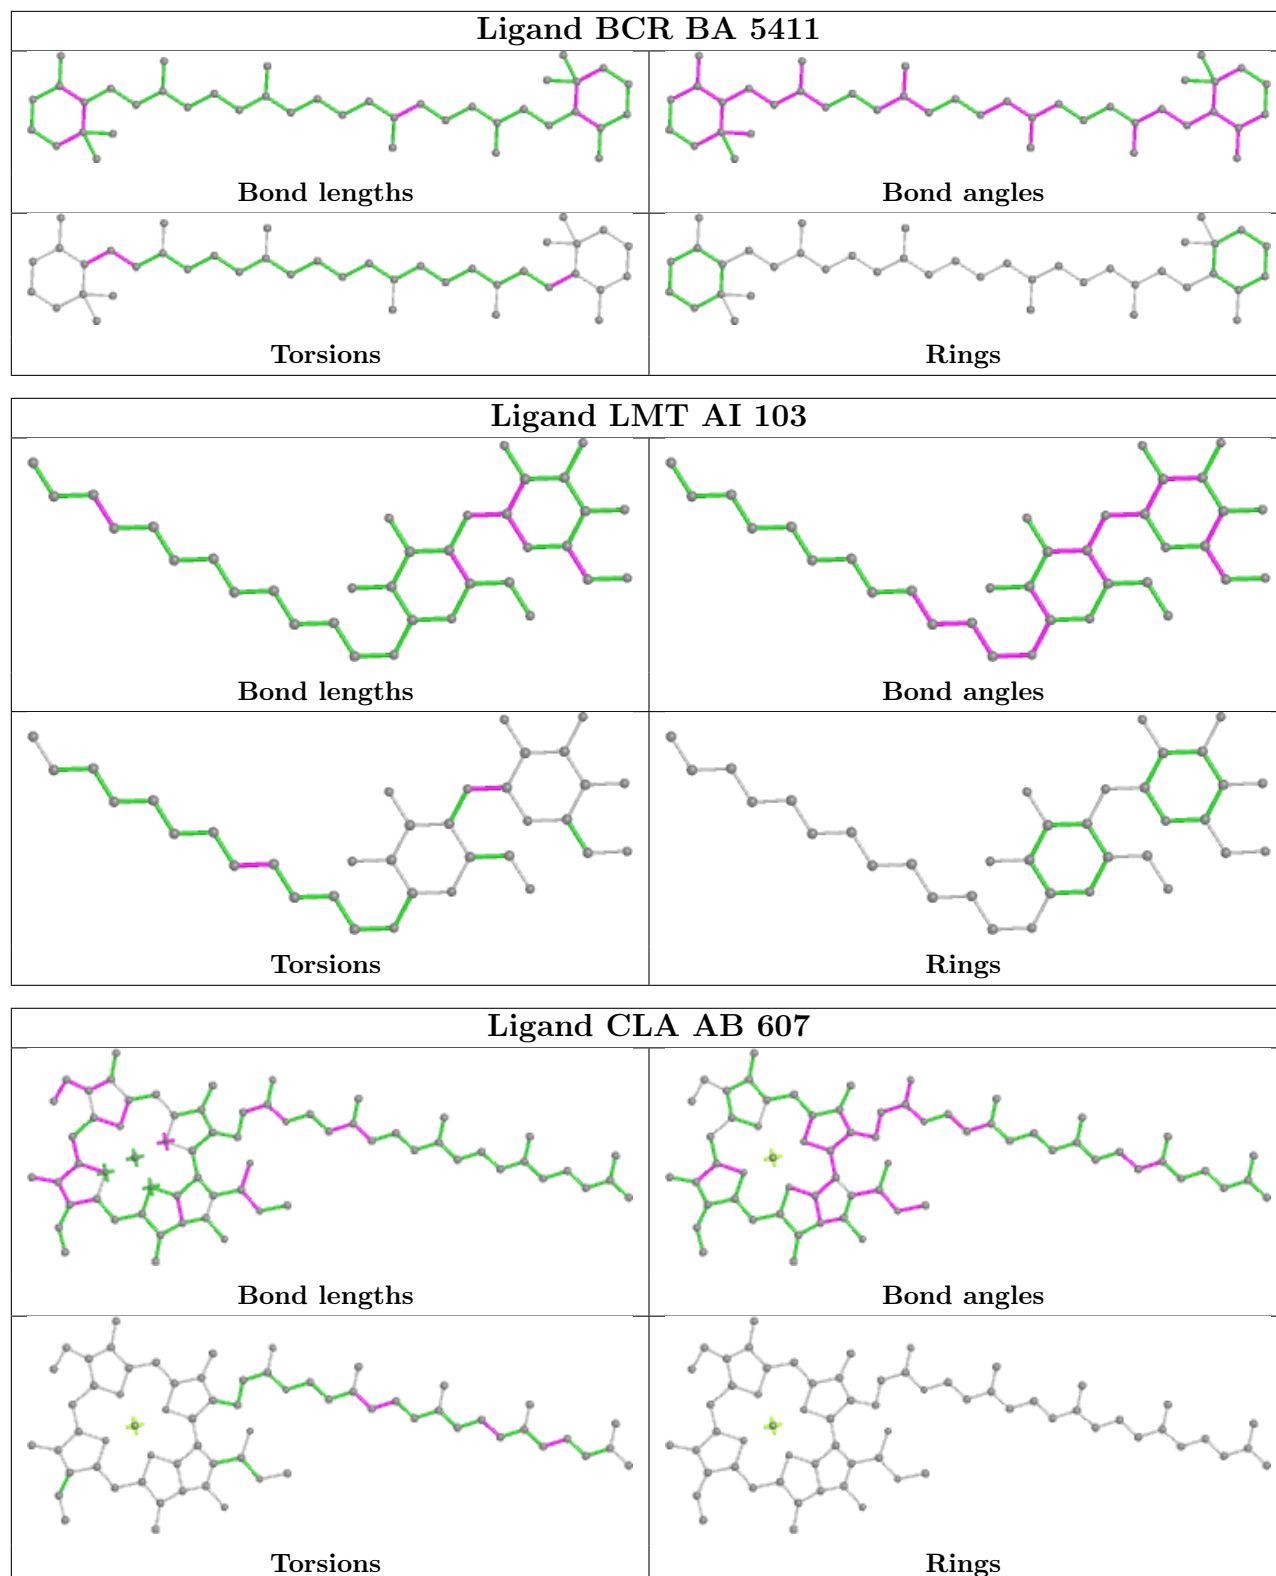 Ligand BCR BA 5411
Bond lengths
Bond angles
Torsions
Rings
Ligand LMT AI 103
Bond lengths
Bond angles
Torsions
Rings
Ligand CLA AB 607
Bond lengths
Bond angles
Torsions
Rings